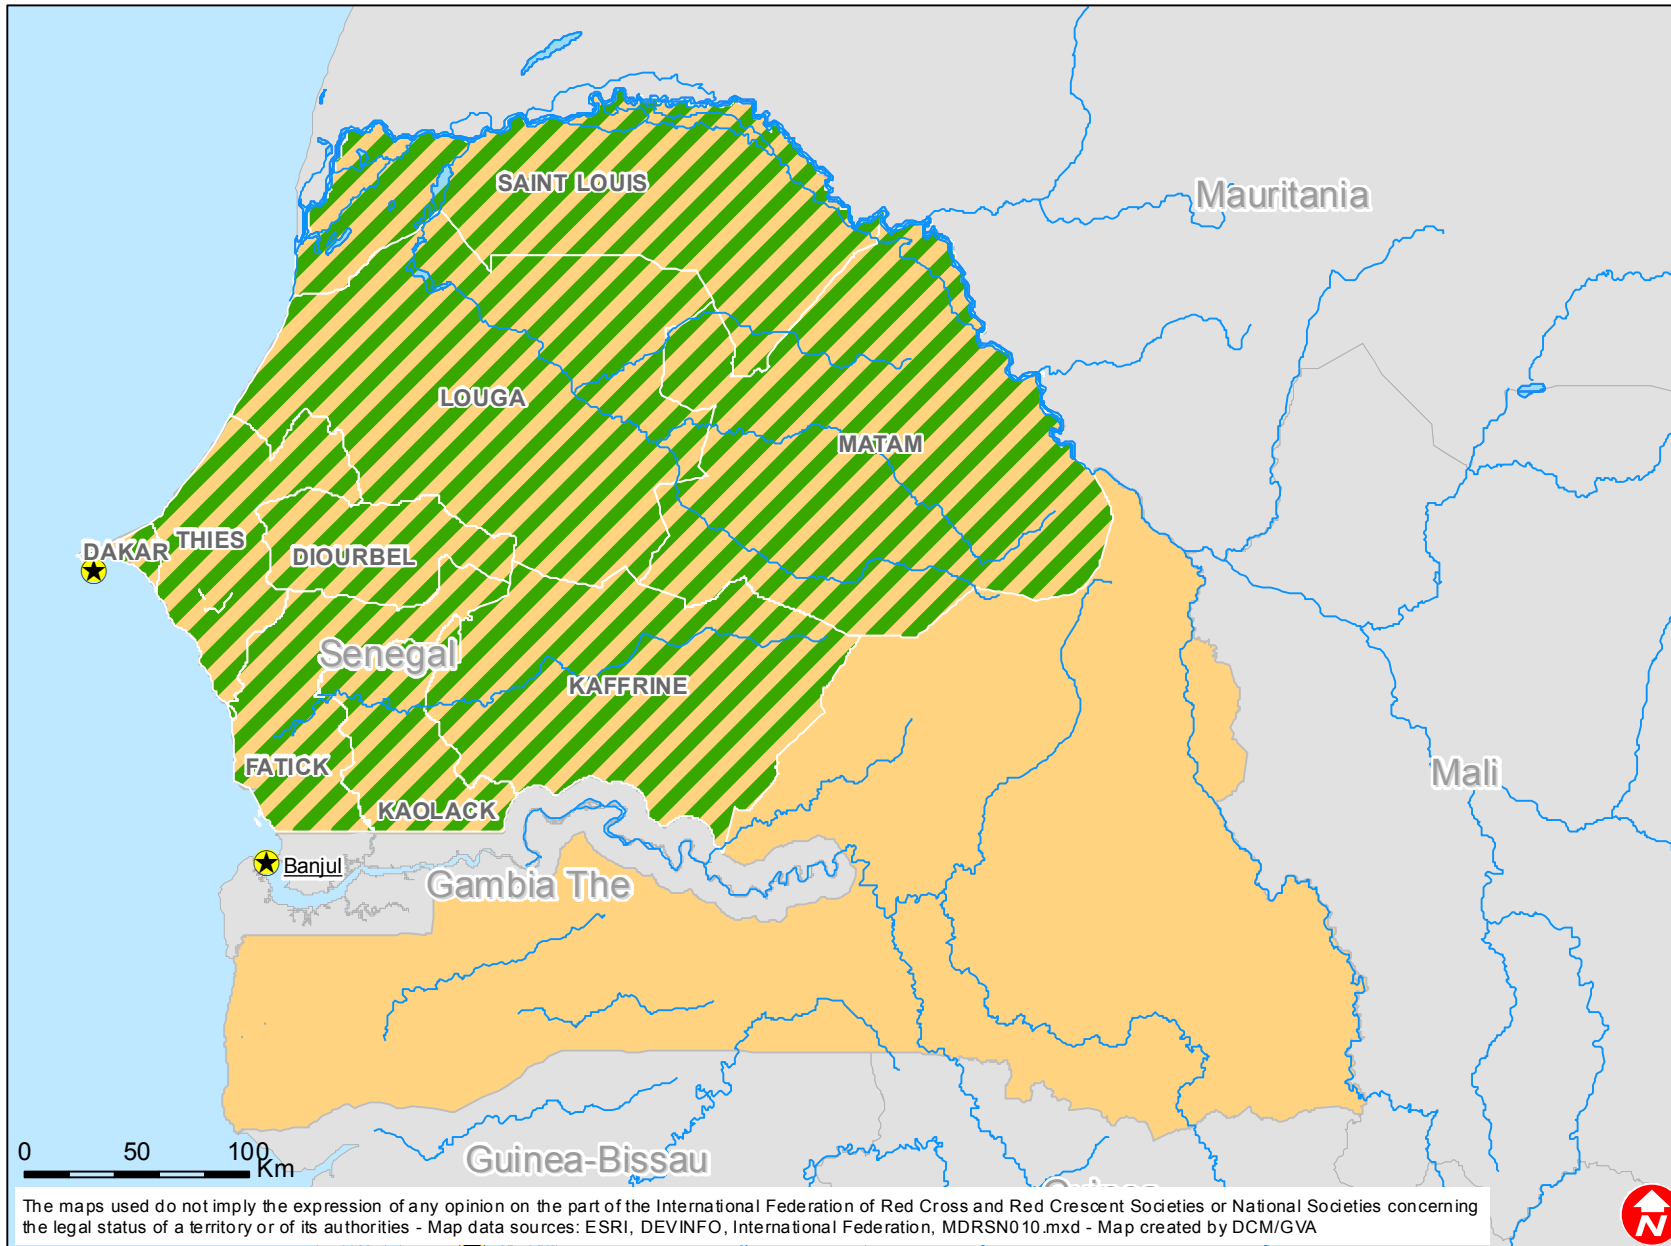 Mauritania
SAINT LOUIS
LOUGA
MATAM
THIES
DAKAR
DIOURBEL
Senegal
KAFFRINE
FATICK
KAOLACK
Mali
Banjul
Gambia The
Guinea-Bissau
0 50 100
Km
The maps used do not imply the expression of any opinion on the part of the International Federation of Red Cross and Red Crescent Societies or National Societies concerning
the legal status of a territory or of its authorities - Map data sources: ESRI, DEVINFO, International Federation, MDRSN010.mxd - Map created by DCM/GVA
N